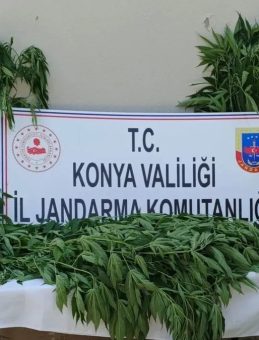 T.C.
KONYA VALİLİĞİ
İL JANDARMA KOMUTANLIĞ